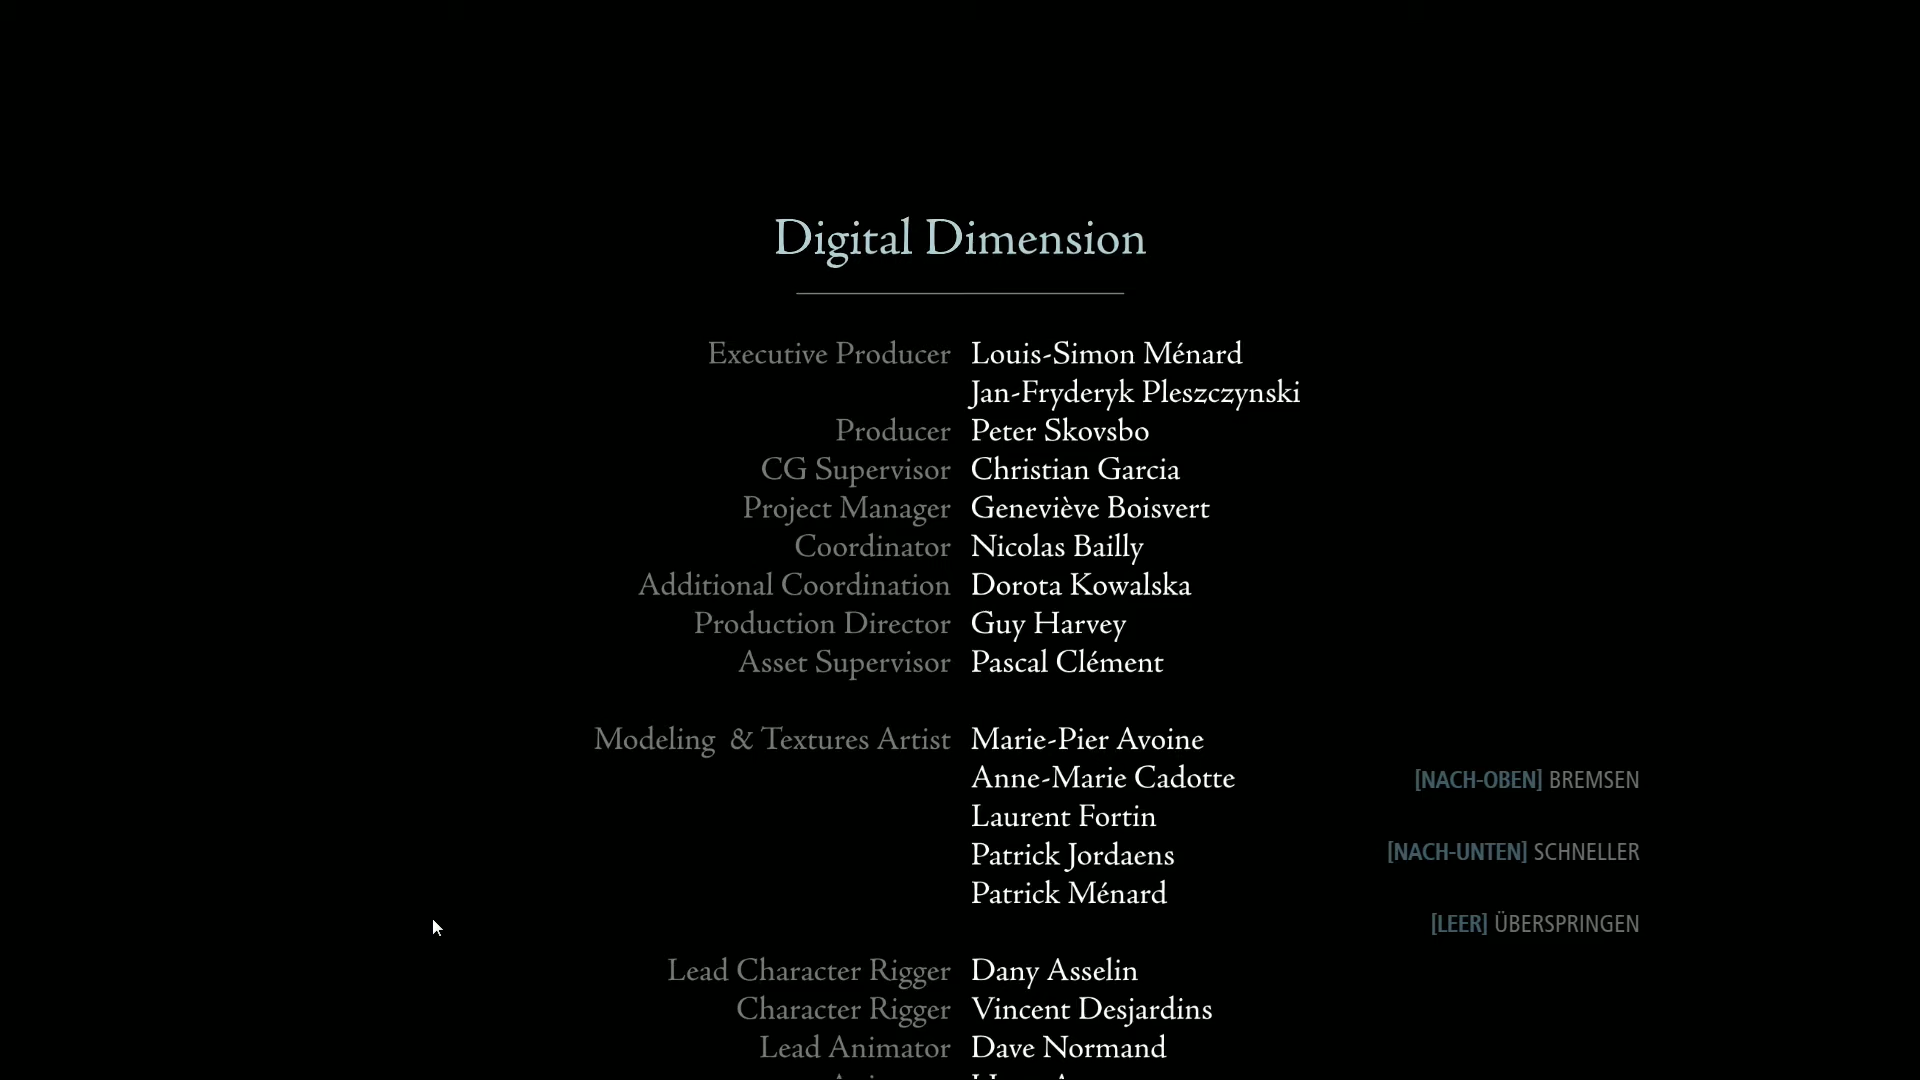 Digital Dimension
Executive Producer Louis-Simon Ménard
Jan-Fryderyk Pleszczynski
Producer Peter Skovsbo
CG Supervisor Christian Garcia
Project Manager Geneviève Boisvert
Coordinator Nicolas Bailly
Additional Coordination Dorota Kowalska
Production Director Guy Harvey
Asset Supervisor Pascal Clément
Modeling & Textures Artist Marie-Pier Avoine
Anne-Marie Cadotte
[NACH-OBEN] BREMSEN
Laurent Fortin
Patrick Jordaens
[NACH-UNTEN] SCHNELLER
Patrick Ménard
[LEER] ÜBERSPRINGEN
Lead Character Rigger Dany Asselin
Character Rigger Vincent Desjardins
Lead Animator Dave Normand